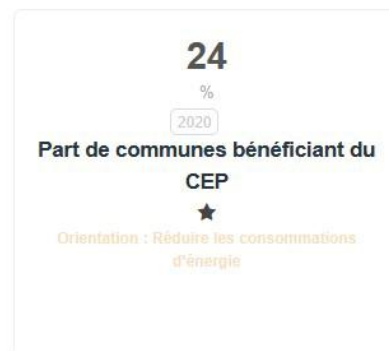 24
%
2020
Part de communes bénéficiant du
CEP
Orientation : Réduire les consommations
d'énergie